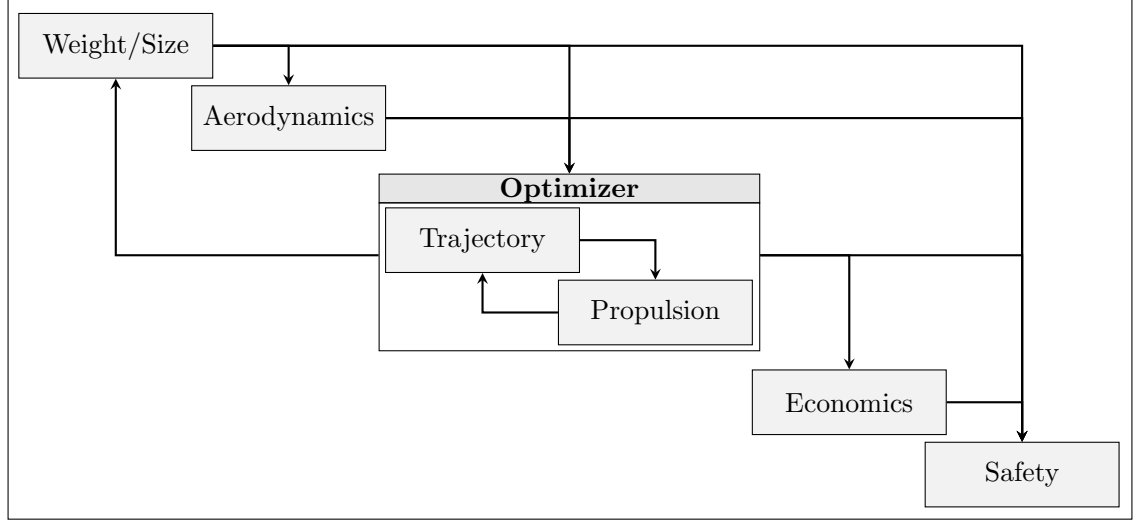 Weight/Size
Aerodynamics
Optimizer
Trajectory
Propulsion
Economics
Safety